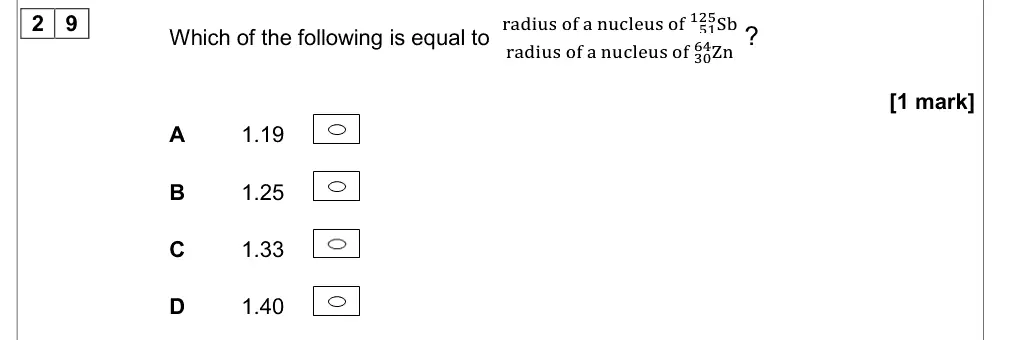 2 9
Which of the following is equal to radius of a nucleus of ¹²⁵₅₁Sb / radius of a nucleus of ⁶⁴₃₀Zn ?
[1 mark]
A 1.19
B 1.25
C 1.33
D 1.40